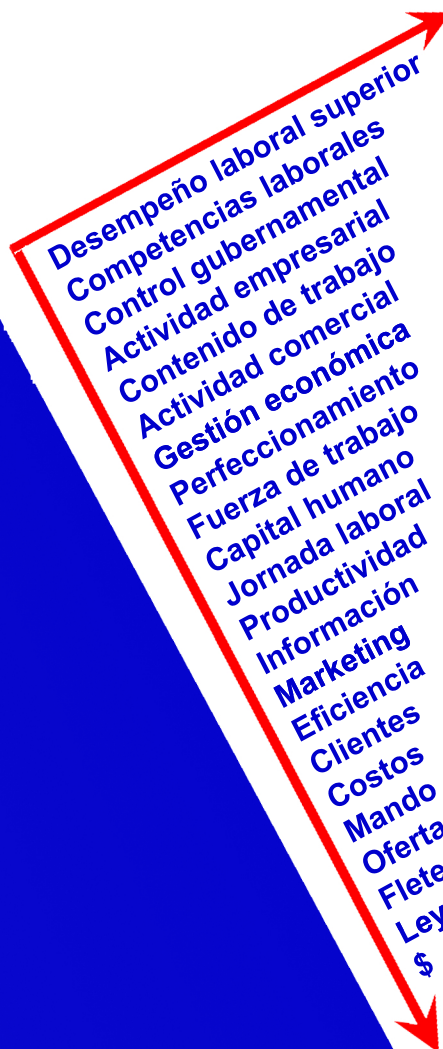 Desempeño laboral superior
Competencias laborales
Control gubernamental
Actividad empresarial
Contenido de trabajo
Actividad comercial
Gestión económica
Perfeccionamiento
Fuerza de trabajo
Capital humano
Jornada laboral
Productividad
Información
Marketing
Eficiencia
Clientes
Costos
Mando
Oferta
Flete
Ley
$